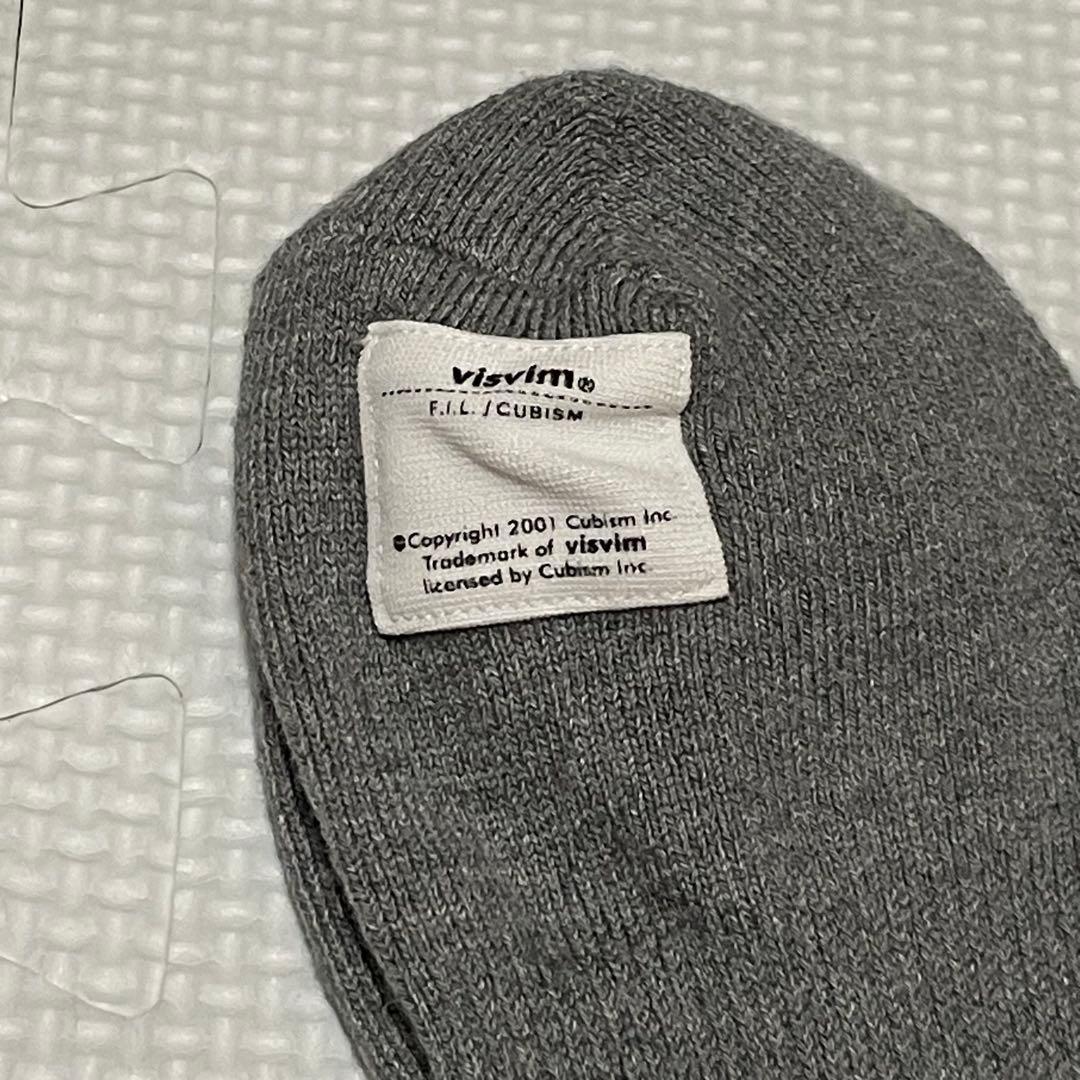 visvim®
F.I.L. / CUBISM
©Copyright 2001 Cubism Inc.
Trademark of visvim
licensed by Cubism Inc.